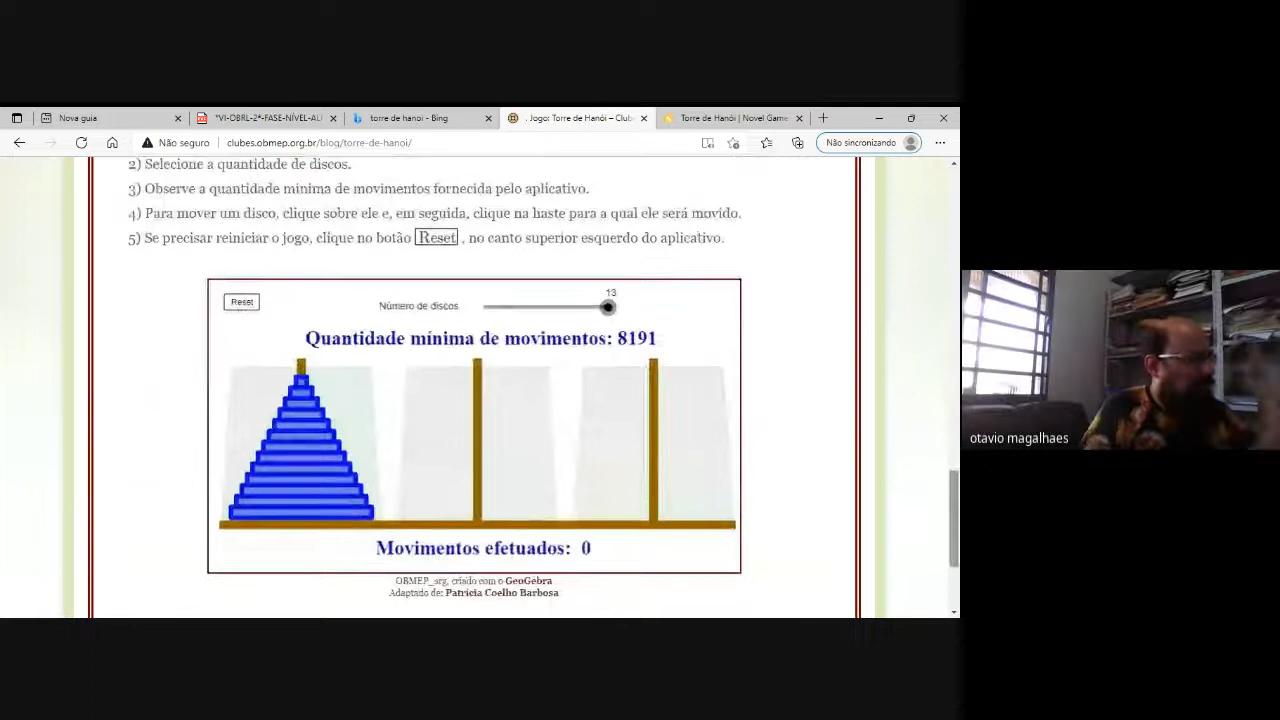 Nova guia
*VI-OBRL-2ª-FASE-NÍVEL-AL
torre de hanoi - Bing
. Jogo: Torre de Hanói – Clube
Torre de Hanói | Novel Game
Não seguro
clubes.obmep.org.br/blog/torre-de-hanoi/
Não sincronizando
2) Selecione a quantidade de discos.
3) Observe a quantidade mínima de movimentos fornecida pelo aplicativo.
4) Para mover um disco, clique sobre ele e, em seguida, clique na haste para a qual ele será movido.
5) Se precisar reiniciar o jogo, clique no botão Reset , no canto superior esquerdo do aplicativo.
13
Reset
Número de discos
Quantidade mínima de movimentos: 8191
Movimentos efetuados: 0
OBMEP_srg, criado com o GeoGebra
Adaptado de: Patricia Coelho Barbosa
otavio magalhaes